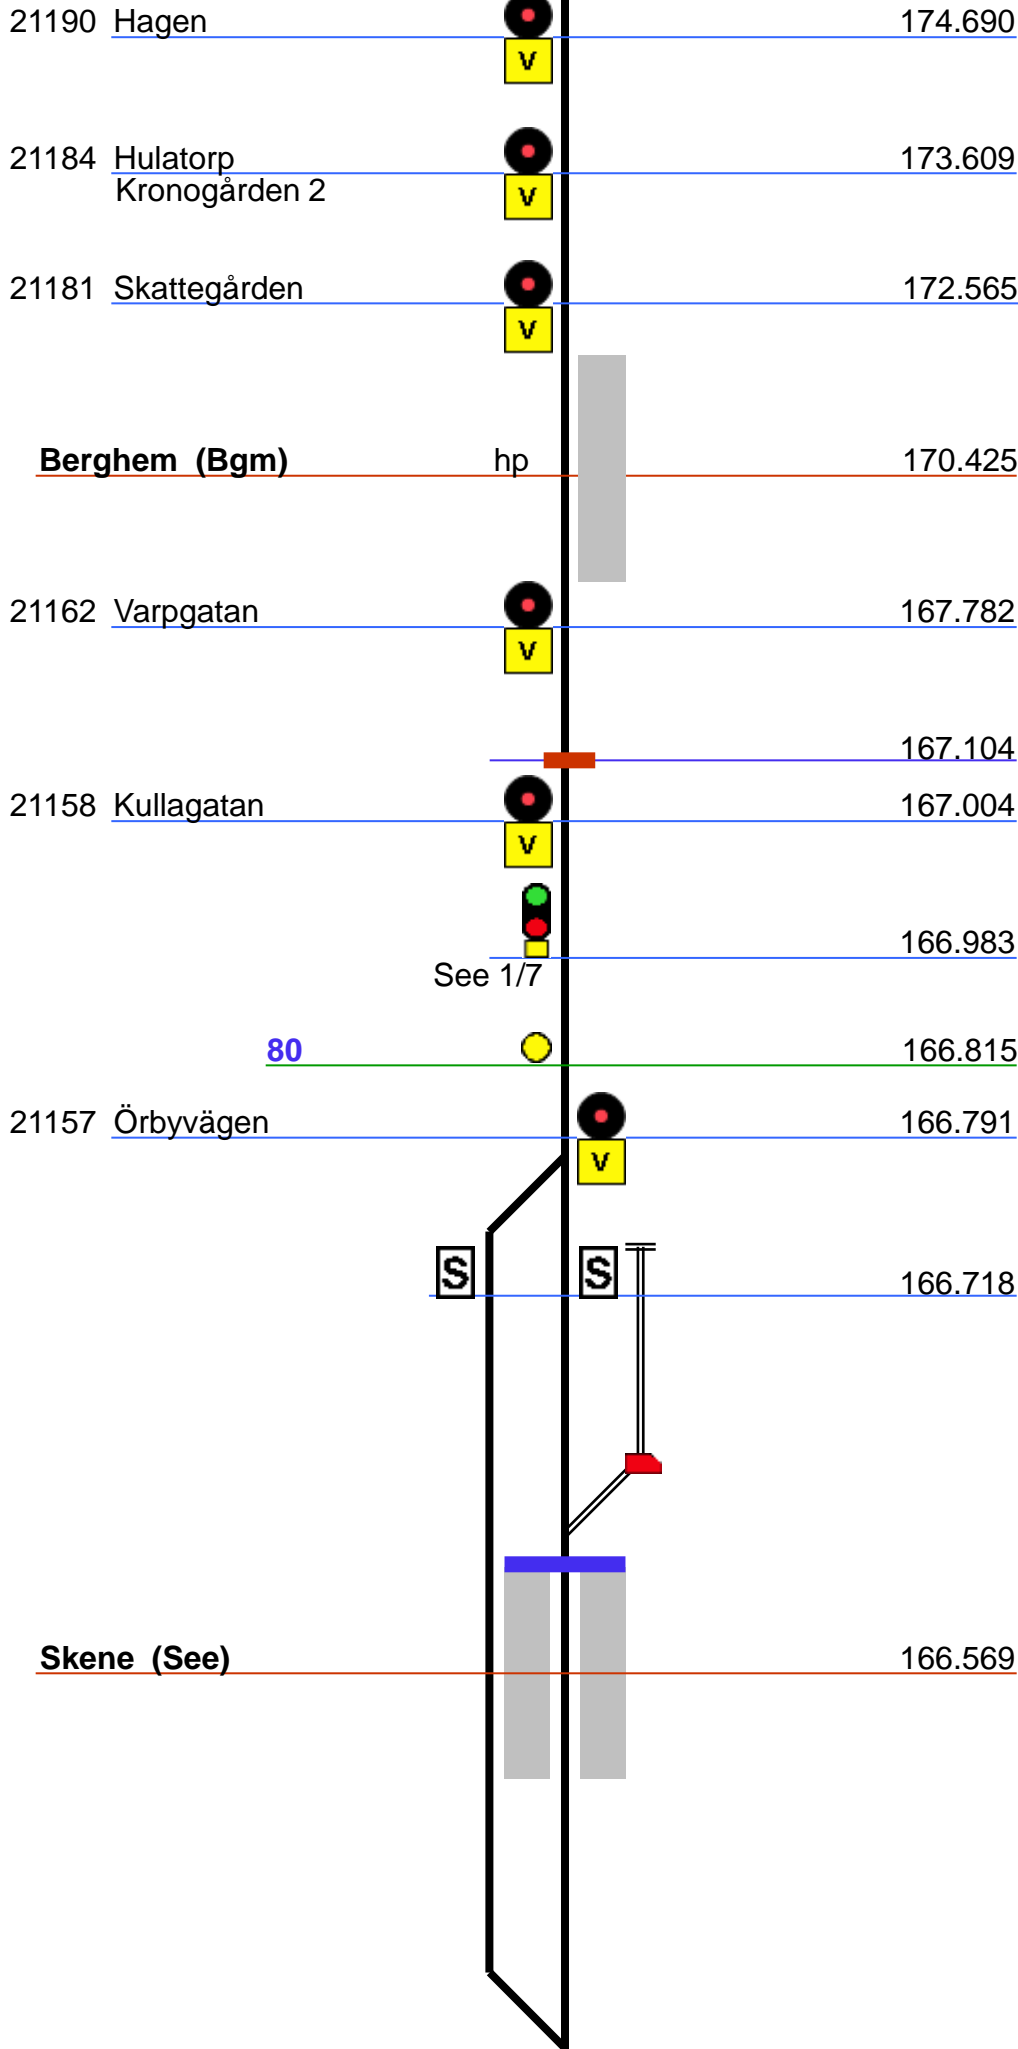 21190 Hagen 174.690
V
21184 Hulatorp 173.609
Kronogården 2
V
21181 Skattegården 172.565
V
Berghem (Bgm) hp 170.425
21162 Varpgatan 167.782
V
167.104
21158 Kullagatan 167.004
V
166.983
See 1/7
80 166.815
21157 Örbyvägen 166.791
V
S S 166.718
Skene (See) 166.569